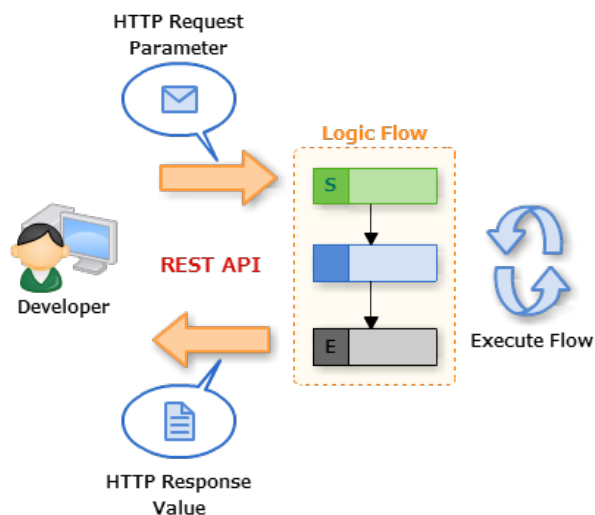 HTTP Request
Parameter
Logic Flow
S
REST API
Developer
E
Execute Flow
HTTP Response
Value